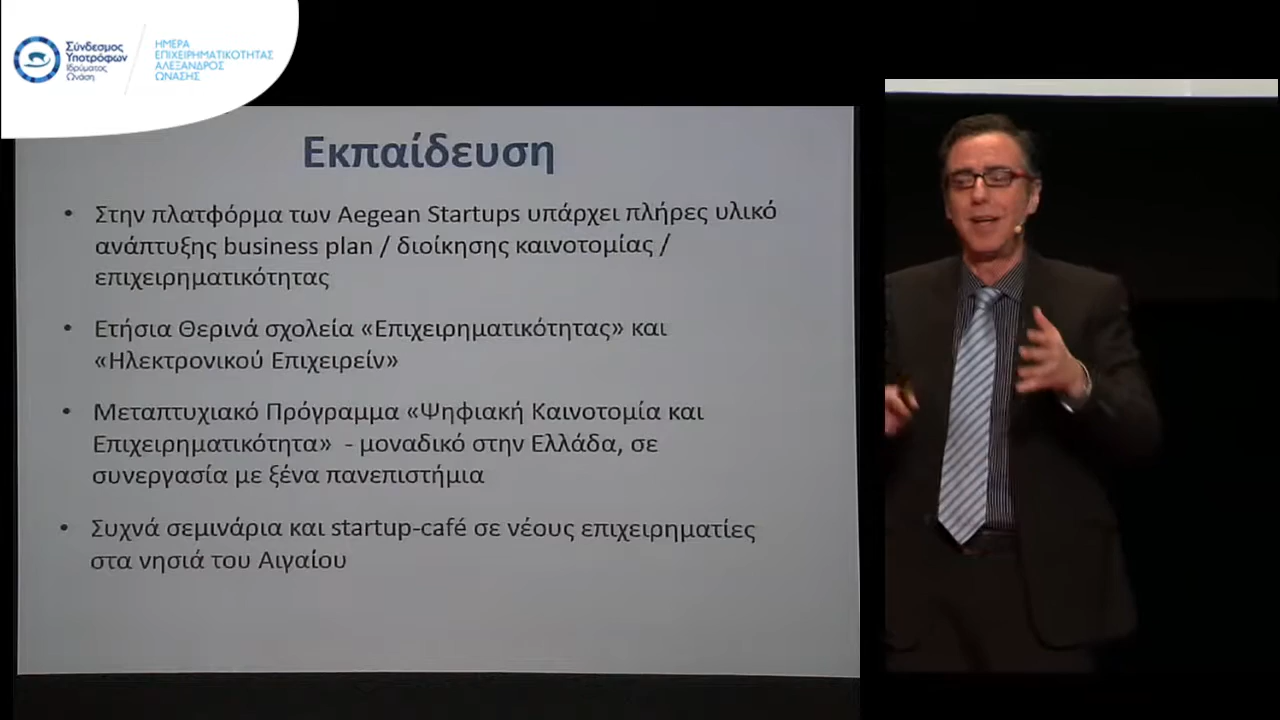 Σύνδεσμος
Υποτρόφων
Ιδρύματος
Ωνάση
ΗΜΕΡΑ
ΕΠΙΧΕΙΡΗΜΑΤΙΚΟΤΗΤΑΣ
ΑΛΕΞΑΝΔΡΟΣ
ΩΝΑΣΗΣ
Εκπαίδευση
• Στην πλατφόρμα των Aegean Startups υπάρχει πλήρες υλικό
ανάπτυξης business plan / διοίκησης καινοτομίας /
επιχειρηματικότητας
• Ετήσια Θερινά σχολεία «Επιχειρηματικότητας» και
«Ηλεκτρονικού Επιχειρείν»
• Μεταπτυχιακό Πρόγραμμα «Ψηφιακή Καινοτομία και
Επιχειρηματικότητα» - μοναδικό στην Ελλάδα, σε
συνεργασία με ξένα πανεπιστήμια
• Συχνά σεμινάρια και startup-café σε νέους επιχειρηματίες
στα νησιά του Αιγαίου